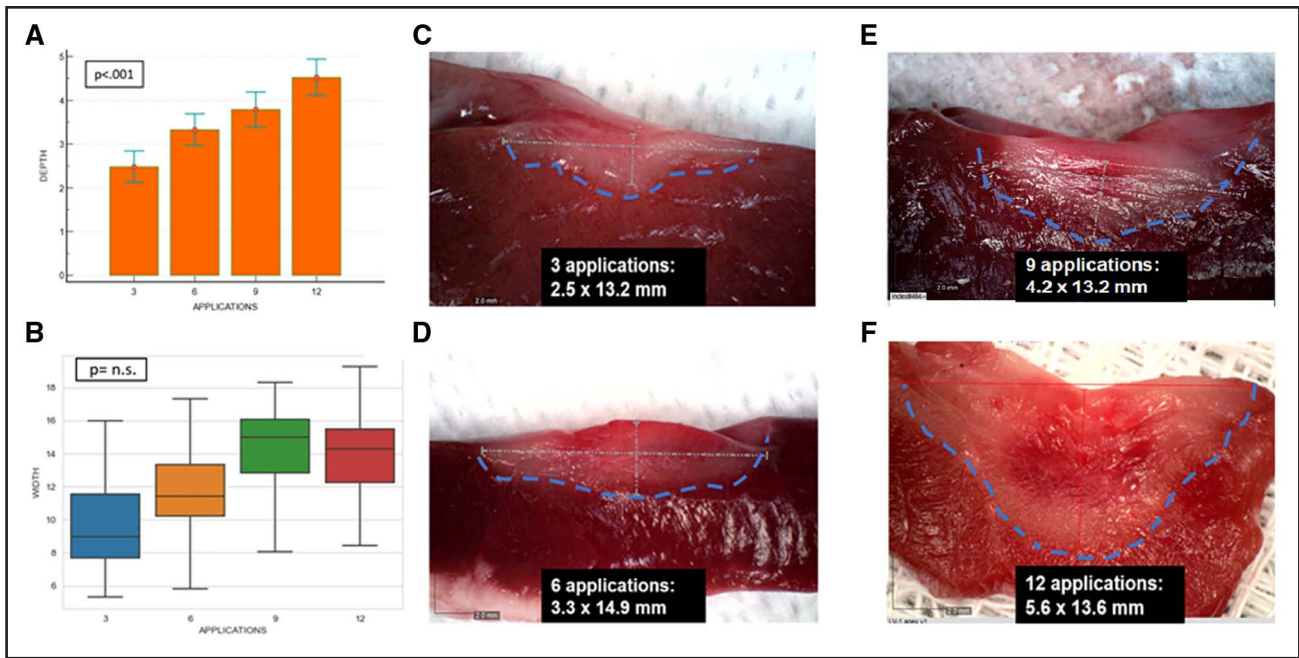 A
p<.001
5
4
3
2
1
0
DEPTH
3 6 9 12
APPLICATIONS
B
p= n.s.
18
16
14
12
10
8
6
WIDTH
3 6 9 12
APPLICATIONS
C
3 applications:
2.5 x 13.2 mm
2.0 mm
D
6 applications:
3.3 x 14.9 mm
2.0 mm
E
9 applications:
4.2 x 13.2 mm
2.0 mm
F
12 applications:
5.6 x 13.6 mm
2.0 mm